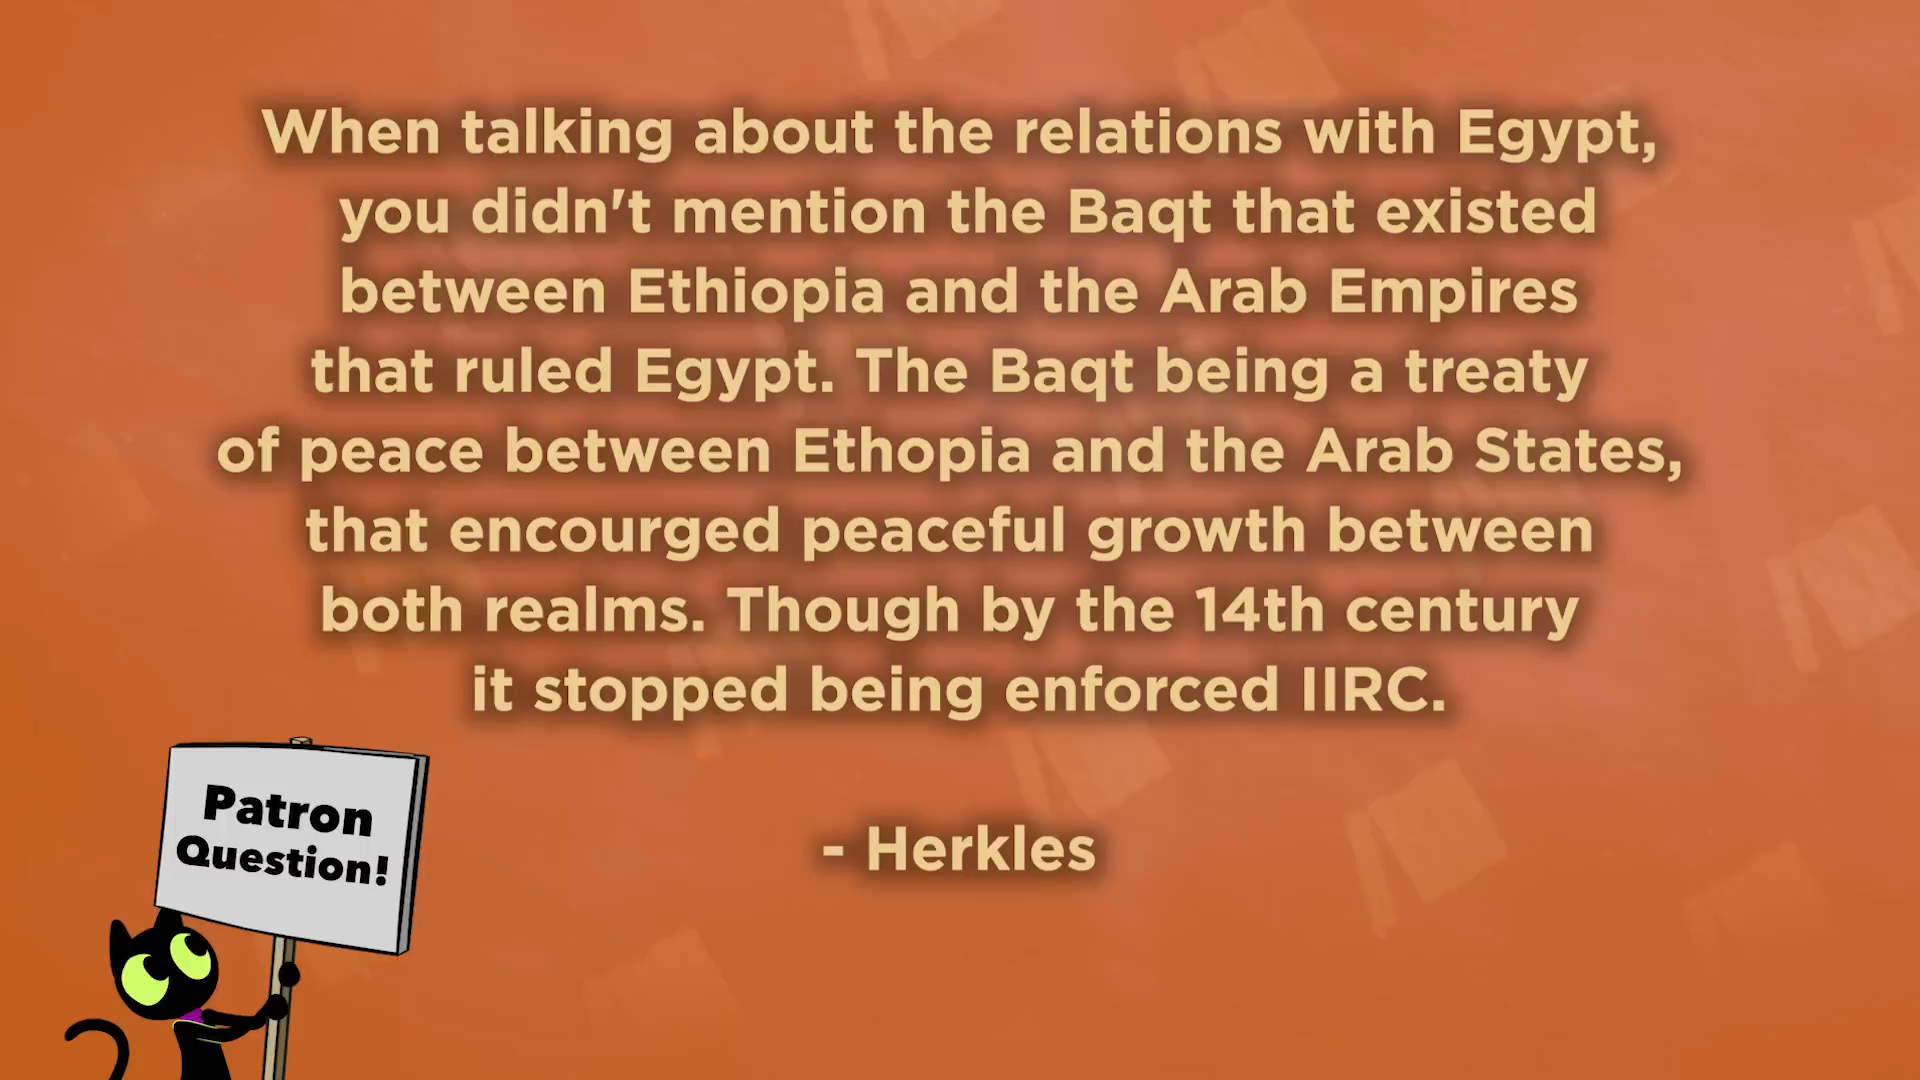 When talking about the relations with Egypt,
you didn't mention the Baqt that existed
between Ethiopia and the Arab Empires
that ruled Egypt. The Baqt being a treaty
of peace between Ethopia and the Arab States,
that encourged peaceful growth between
both realms. Though by the 14th century
it stopped being enforced IIRC.
- Herkles
Patron
Question!